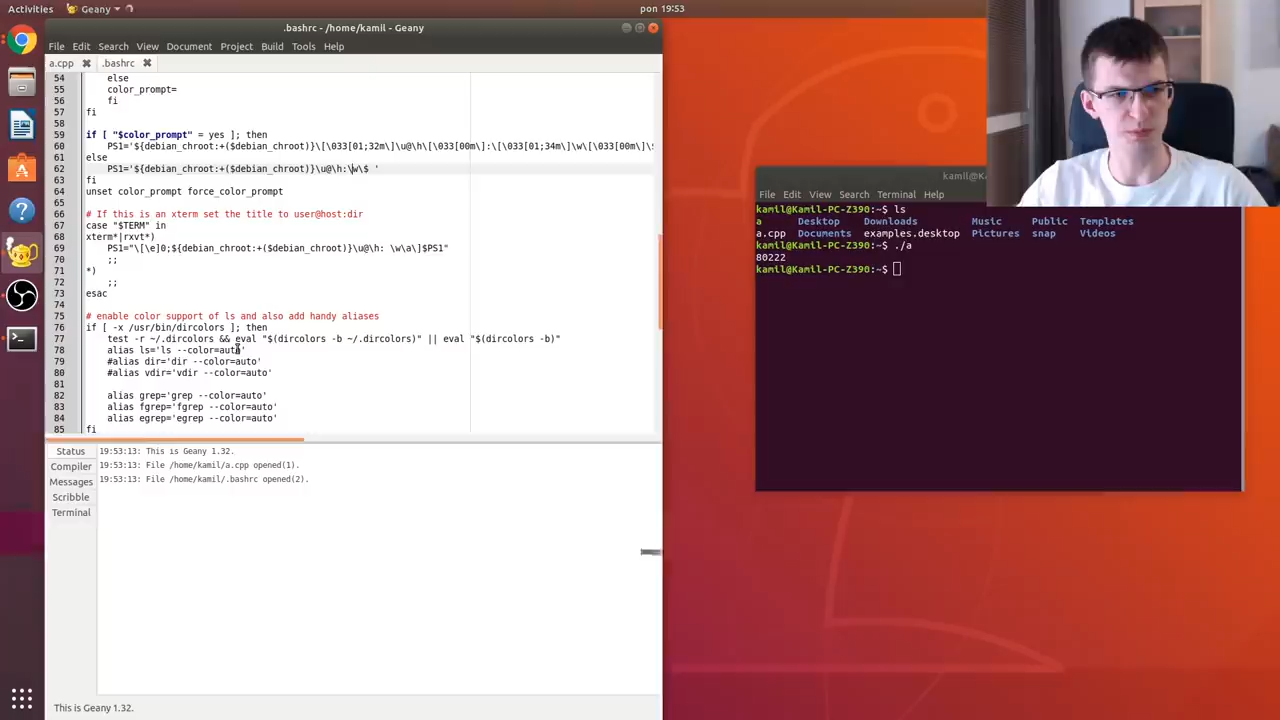 Activities
Geany
pon 19:53
.bashrc - /home/kamil - Geany
File Edit Search View Document Project Build Tools Help
a.cpp
.bashrc
54 else
55 color_prompt=
56 fi
57 fi
58
59 if [ "$color_prompt" = yes ]; then
60 PS1='${debian_chroot:+($debian_chroot)}\[\033[01;32m\]\u@\h\[\033[00m\]:\[\033[01;34m\]\w\[\033[00m\]\$
61 else
62 PS1='${debian_chroot:+($debian_chroot)}\u@\h:\w\$ '
63 fi
64 unset color_prompt force_color_prompt
65
66 # If this is an xterm set the title to user@host:dir
67 case "$TERM" in
68 xterm*|rxvt*)
69 PS1="\[\e]0;${debian_chroot:+($debian_chroot)}\u@\h: \w\a\]$PS1"
70 ;;
71 *)
72 ;;
73 esac
74
75 # enable color support of ls and also add handy aliases
76 if [ -x /usr/bin/dircolors ]; then
77 test -r ~/.dircolors && eval "$(dircolors -b ~/.dircolors)" || eval "$(dircolors -b)"
78 alias ls='ls --color=auto'
79 #alias dir='dir --color=auto'
80 #alias vdir='vdir --color=auto'
81
82 alias grep='grep --color=auto'
83 alias fgrep='fgrep --color=auto'
84 alias egrep='egrep --color=auto'
85 fi
Status
Compiler
Messages
Scribble
Terminal
19:53:13: This is Geany 1.32.
19:53:13: File /home/kamil/a.cpp opened(1).
19:53:13: File /home/kamil/.bashrc opened(2).
This is Geany 1.32.
kamil@K
File Edit View Search Terminal Help
kamil@Kamil-PC-Z390:~$ ls
a Desktop Downloads Music Public Templates
a.cpp Documents examples.desktop Pictures snap Videos
kamil@Kamil-PC-Z390:~$ ./a
80222
kamil@Kamil-PC-Z390:~$